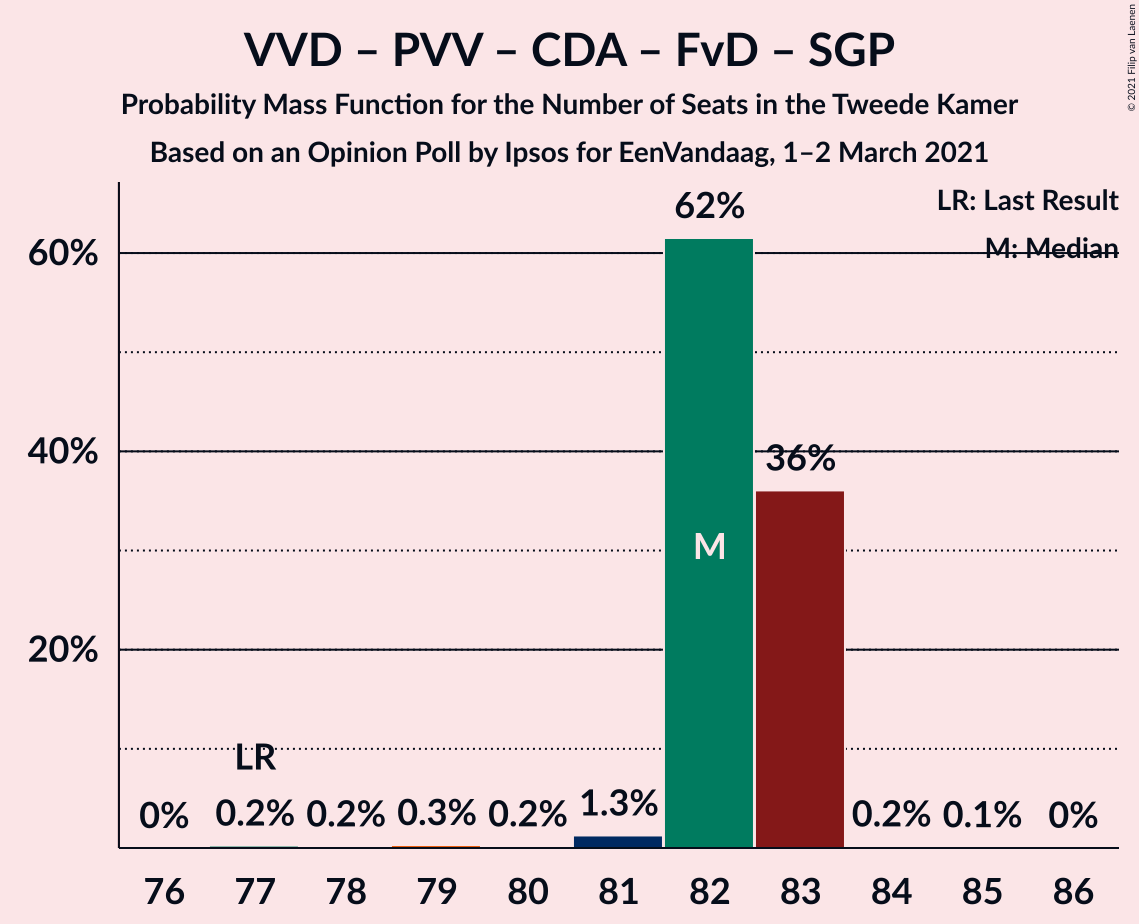 VVD – PVV – CDA – FvD – SGP
Probability Mass Function for the Number of Seats in the Tweede Kamer
Based on an Opinion Poll by Ipsos for EenVandaag, 1–2 March 2021
© 2021 Filip van Laenen
LR: Last Result
M: Median
60%
40%
20%
62%
36%
M
LR
0%
0.2%
0.2%
0.3%
0.2%
1.3%
0.2%
0.1%
0%
76 77 78 79 80 81 82 83 84 85 86